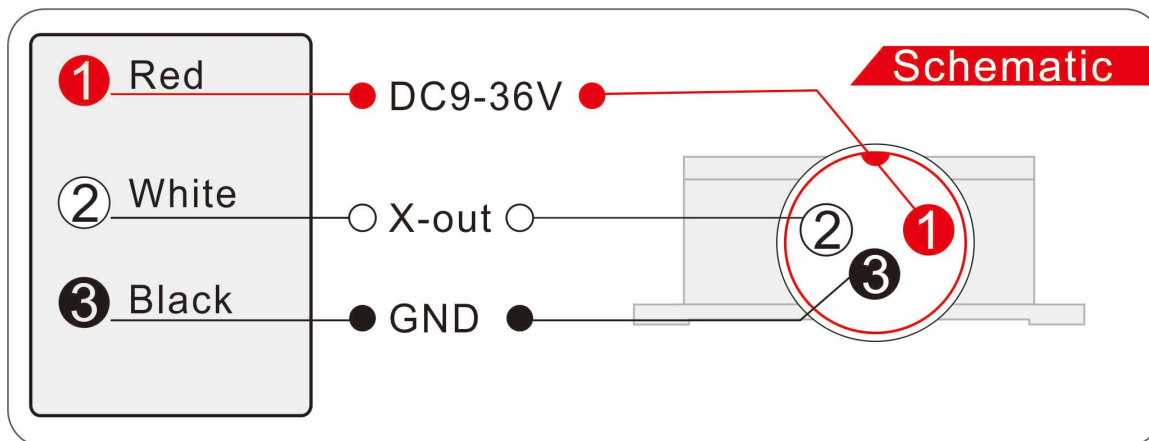 Schematic
1 Red
DC9-36V
2 White
X-out
2
1
3 Black
GND
3